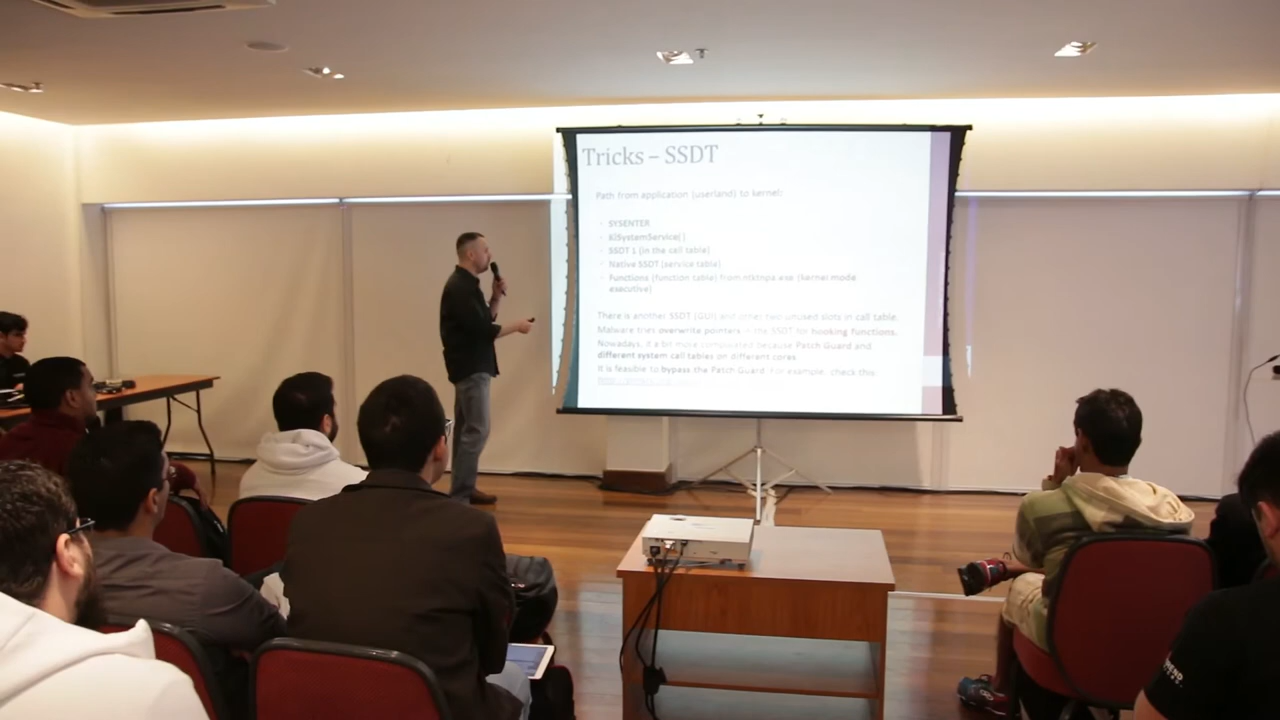 Tricks – SSDT
Path from application (userland) to kernel:
• SYSENTER
• KiSystemService()
• SSDT 1 (in the call table)
• Native SSDT (service table)
• Functions (function table) from ntktnpa.exe (kernel mode
executive)
There is another SSDT (GUI) and other two unused slots in call table.
Malware tries overwrite pointers in the SSDT for hooking functions.
Nowadays, it a bit more complicated because Patch Guard and
different system call tables on different cores
It is feasible to bypass the Patch Guard. For example, check this: